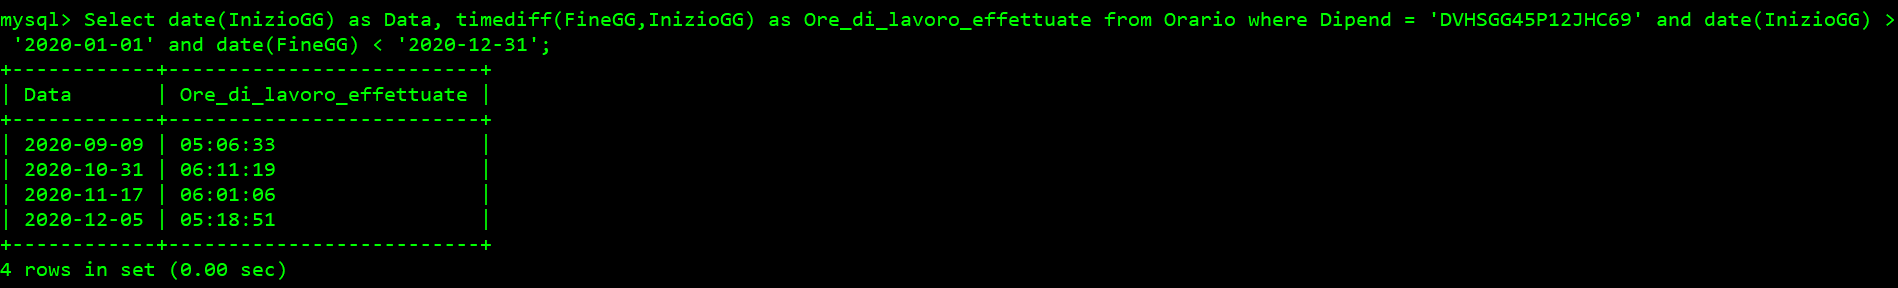 mysql> Select date(InizioGG) as Data, timediff(FineGG,InizioGG) as Ore_di_lavoro_effettuate from Orario where Dipend = 'DVHSGG45P12JHC69' and date(InizioGG) >
 '2020-01-01' and date(FineGG) < '2020-12-31';
+------------+--------------------------+
| Data       | Ore_di_lavoro_effettuate |
+------------+--------------------------+
| 2020-09-09 | 05:06:33                 |
| 2020-10-31 | 06:11:19                 |
| 2020-11-17 | 06:01:06                 |
| 2020-12-05 | 05:18:51                 |
+------------+--------------------------+
4 rows in set (0.00 sec)